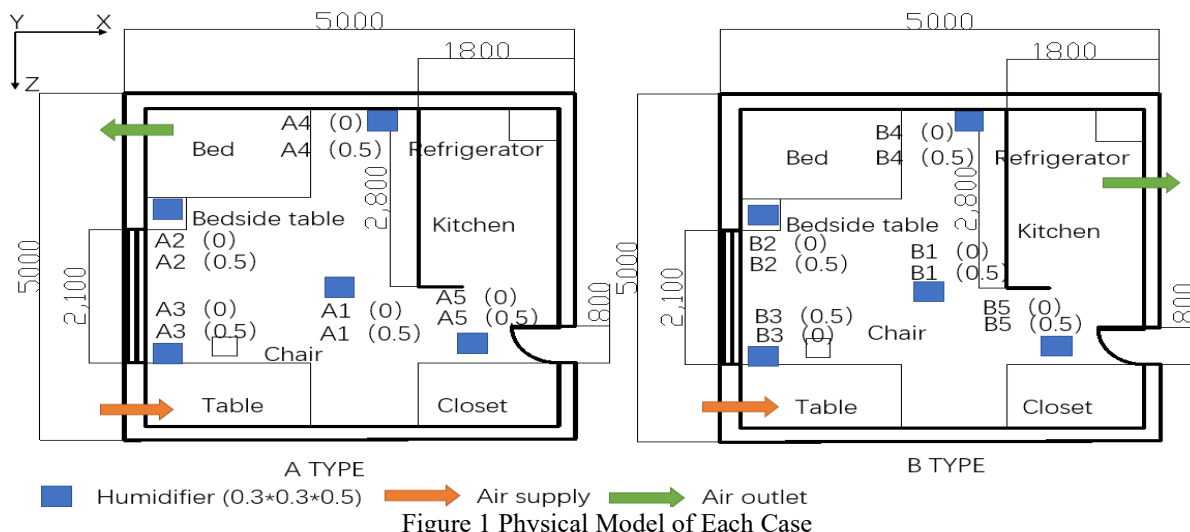 Y X
Z
5000
1800
5000
2,100
2,800
800
Bed
A4 (0)
A4 (0.5)
Refrigerator
Bedside table
Kitchen
A2 (0)
A2 (0.5)
A3 (0)
A3 (0.5)
A1 (0)
A1 (0.5)
A5 (0)
A5 (0.5)
Chair
Table
Closet
A TYPE
5000
1800
5000
2,100
2,800
800
Bed
B4 (0)
B4 (0.5)
Refrigerator
Bedside table
Kitchen
B2 (0)
B2 (0.5)
B1 (0)
B1 (0.5)
B3 (0.5)
B3 (0)
B5 (0)
B5 (0.5)
Chair
Table
Closet
B TYPE
Humidifier (0.3*0.3*0.5) Air supply Air outlet
Figure 1 Physical Model of Each Case